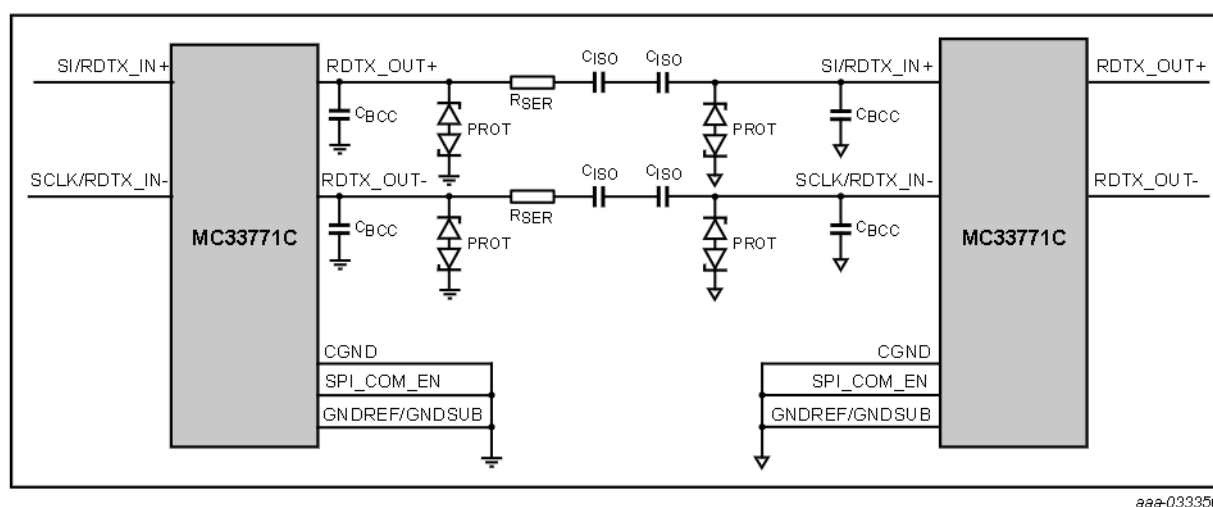 SI/RDTX_IN+
RDTX_OUT+
CISO
CISO
SI/RDTX_IN+
RDTX_OUT+
CBCC
PROT
RSER
PROT
CBCC
SCLK/RDTX_IN-
RDTX_OUT-
CISO
CISO
SCLK/RDTX_IN-
RDTX_OUT-
MC33771C
CBCC
PROT
RSER
PROT
CBCC
MC33771C
CGND
CGND
SPI_COM_EN
SPI_COM_EN
GNDREF/GNDSUB
GNDREF/GNDSUB